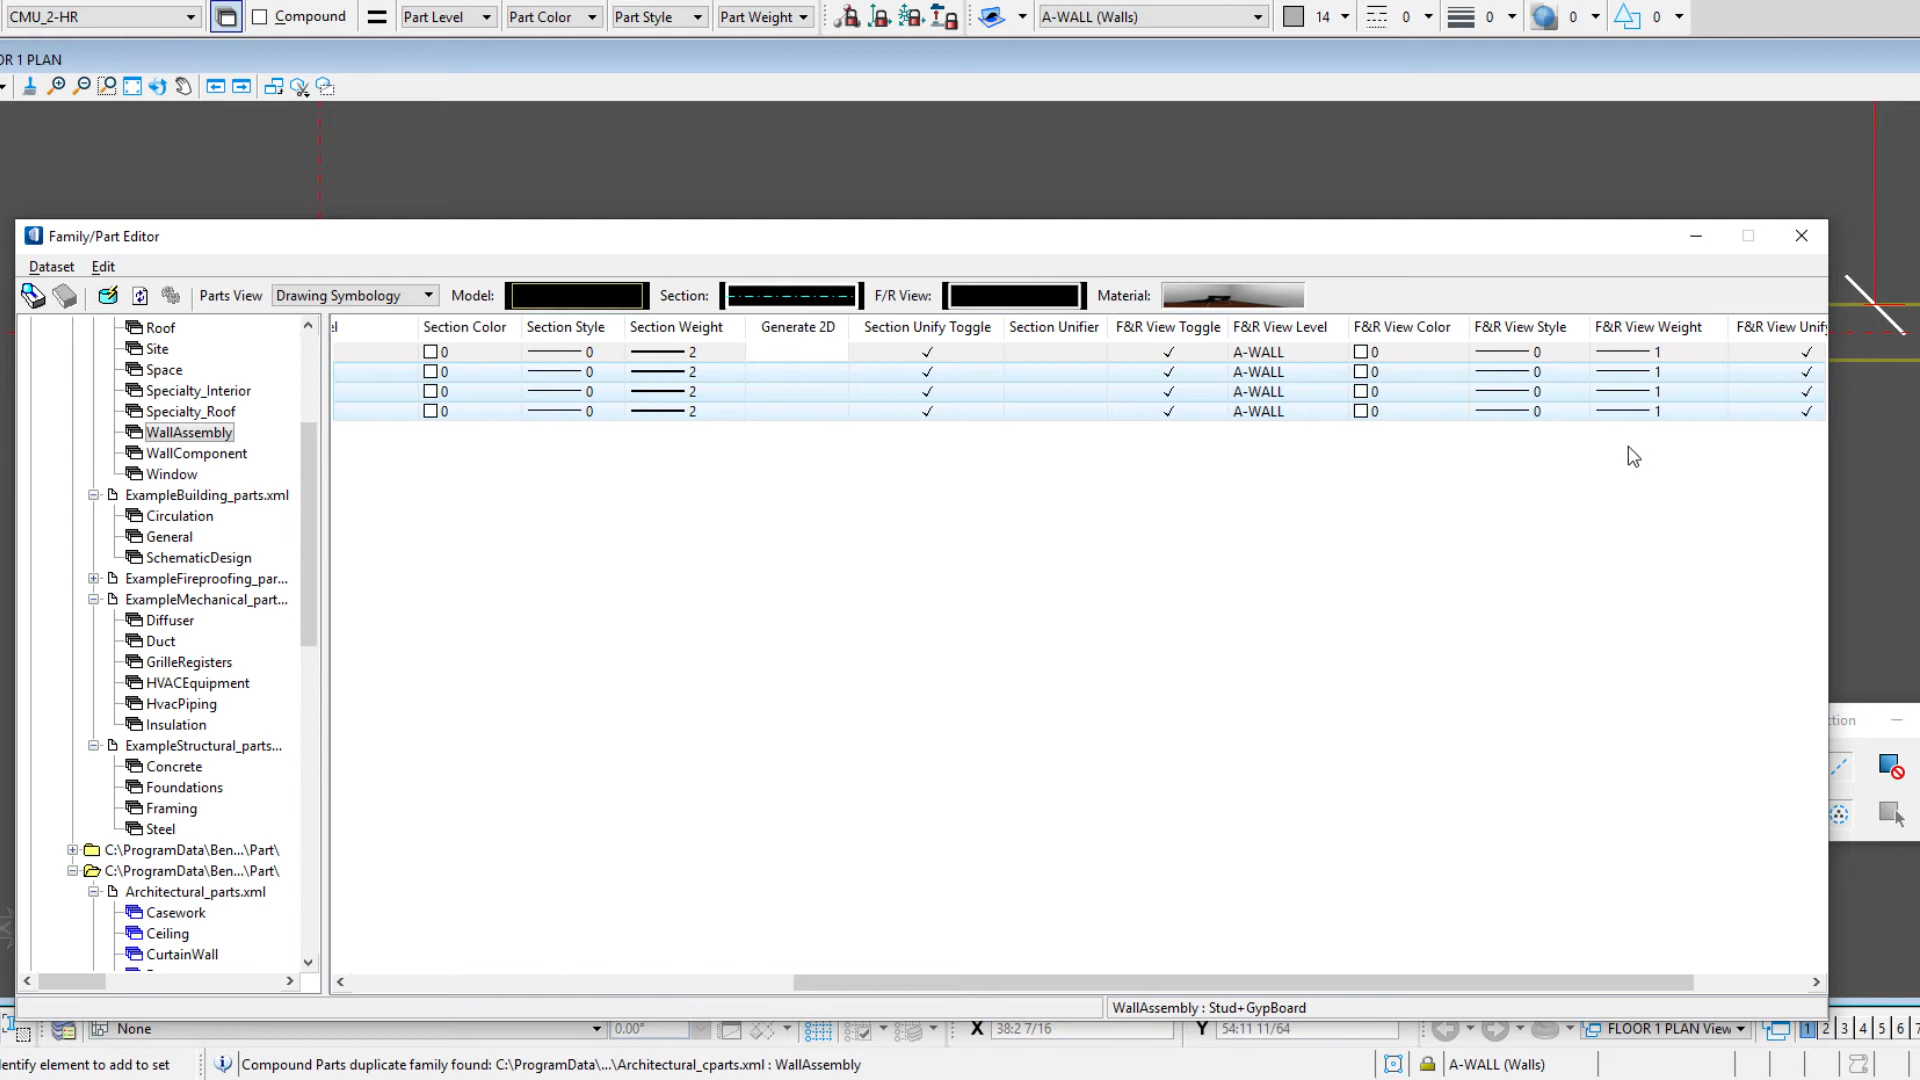 CMU_2-HR Compound Part Level Part Color Part Style Part Weight A-WALL (Walls) 14 0 0 0 0
OR 1 PLAN
Family/Part Editor
Dataset Edit
Parts View Drawing Symbology Model: Section: F/R View: Material:
Section Color Section Style Section Weight Generate 2D Section Unify Toggle Section Unifier F&R View Toggle F&R View Level F&R View Color F&R View Style F&R View Weight F&R View Unify
0 0 2 ✓ ✓ A-WALL 0 0 1 ✓
0 0 2 ✓ ✓ A-WALL 0 0 1 ✓
0 0 2 ✓ ✓ A-WALL 0 0 1 ✓
0 0 2 ✓ ✓ A-WALL 0 0 1 ✓
Roof
Site
Space
Specialty_Interior
Specialty_Roof
WallAssembly
WallComponent
Window
ExampleBuilding_parts.xml
Circulation
General
SchematicDesign
ExampleFireproofing_par...
ExampleMechanical_part...
Diffuser
Duct
GrilleRegisters
HVACEquipment
HvacPiping
Insulation
ExampleStructural_parts...
Concrete
Foundations
Framing
Steel
C:\ProgramData\Ben...\Part\
C:\ProgramData\Ben...\Part\
Architectural_parts.xml
Casework
Ceiling
CurtainWall
ction
WallAssembly : Stud+GypBoard
None 0.00° X 38:2 7/16 Y 54:11 11/64 FLOOR 1 PLAN View 1 2 3 4 5 6 7
dentify element to add to set Compound Parts duplicate family found: C:\ProgramData\...\Architectural_cparts.xml : WallAssembly A-WALL (Walls)